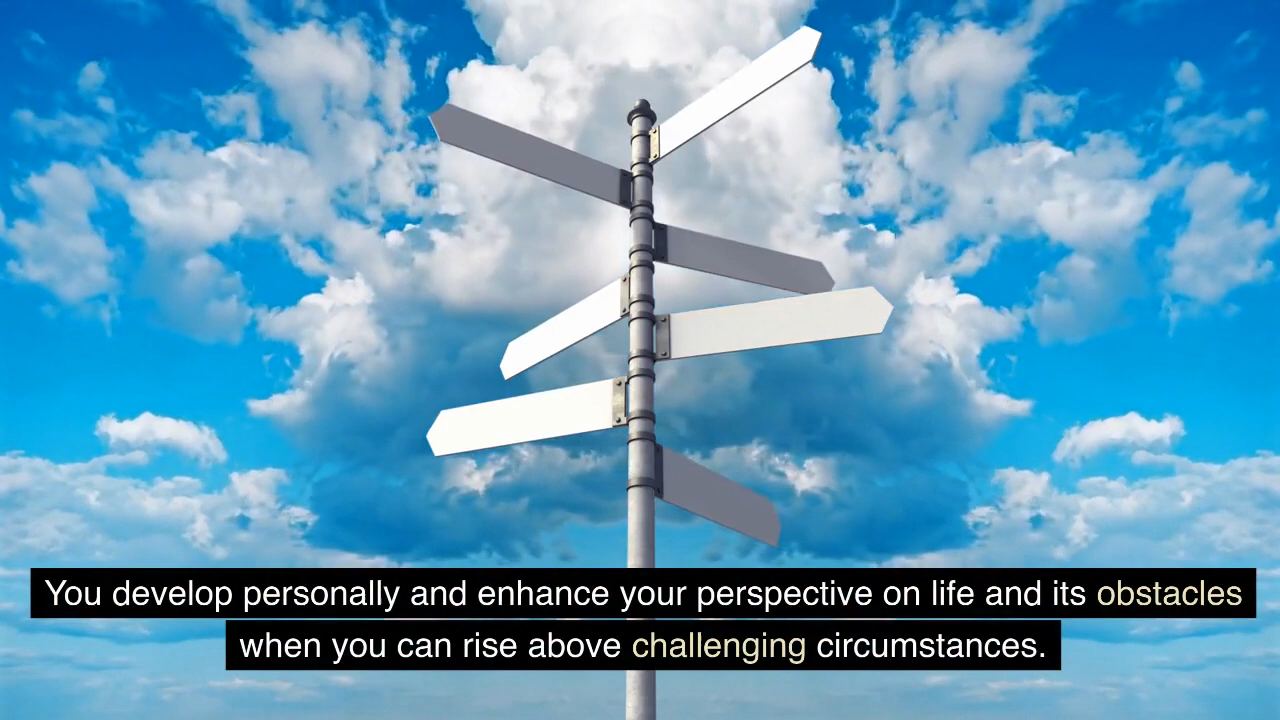 You develop personally and enhance your perspective on life and its obstacles
when you can rise above challenging circumstances.